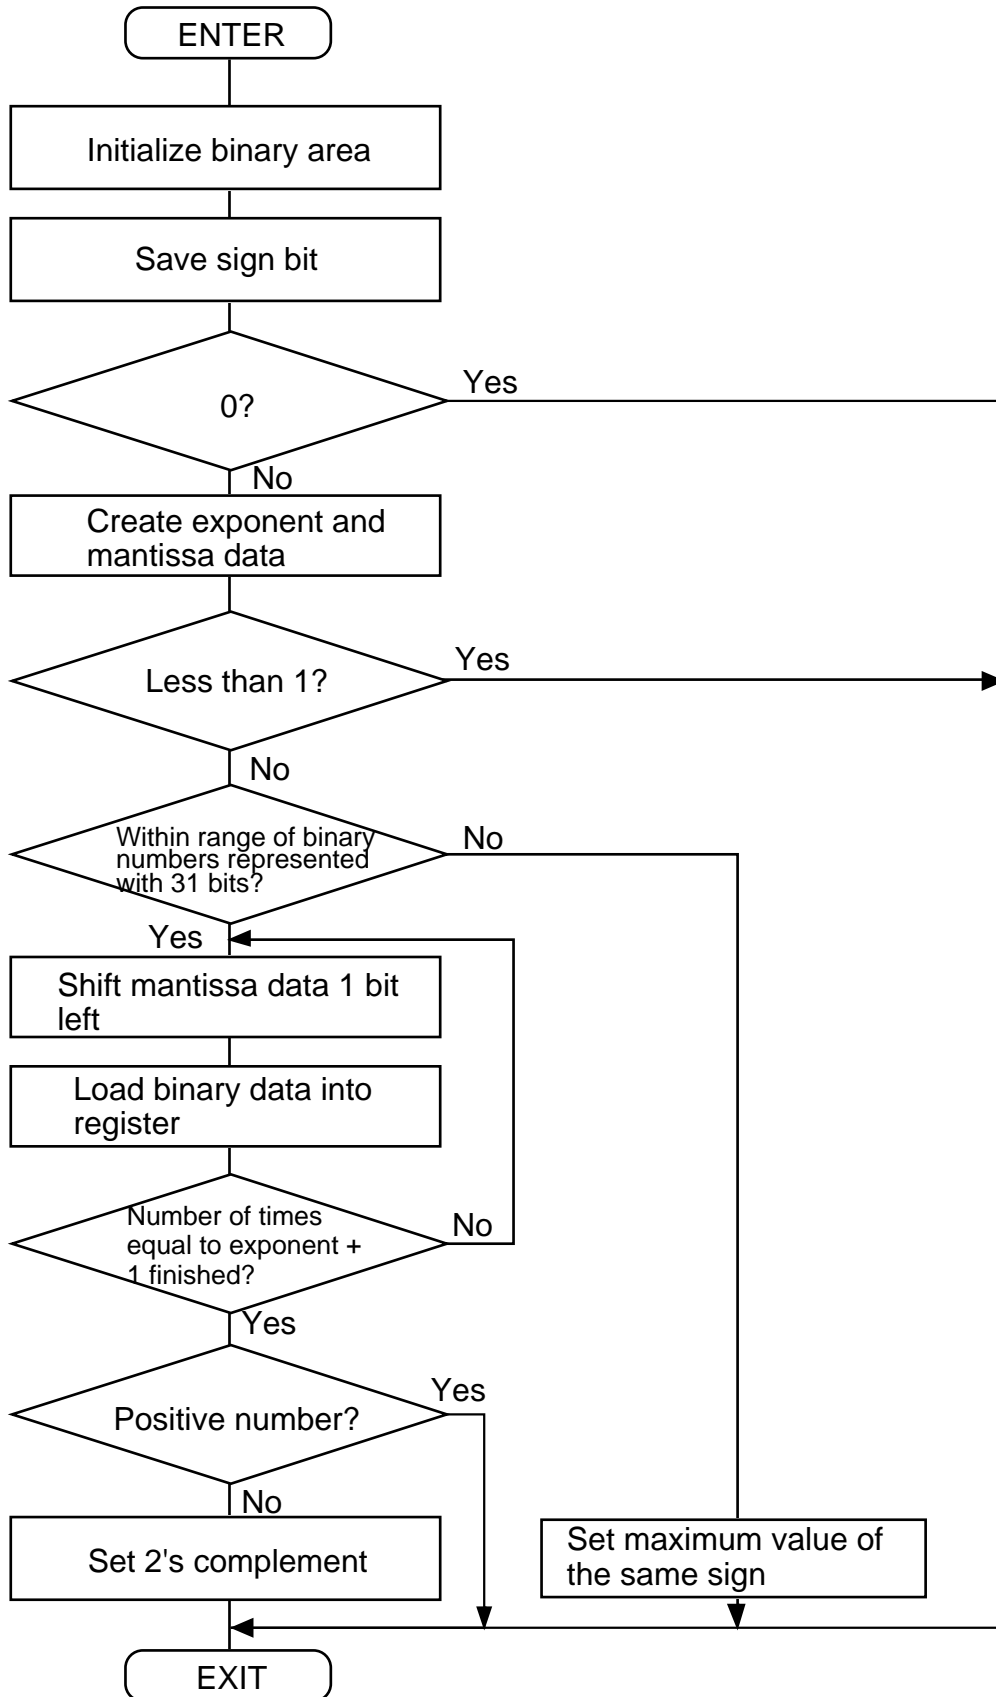 ENTER
Initialize binary area
Save sign bit
0?
Yes
No
Create exponent and
mantissa data
Less than 1?
Yes
No
Within range of binary
numbers represented
with 31 bits?
No
Yes
Shift mantissa data 1 bit
left
Load binary data into
register
Number of times
equal to exponent +
1 finished?
No
Yes
Positive number?
Yes
No
Set 2's complement
Set maximum value of
the same sign
EXIT